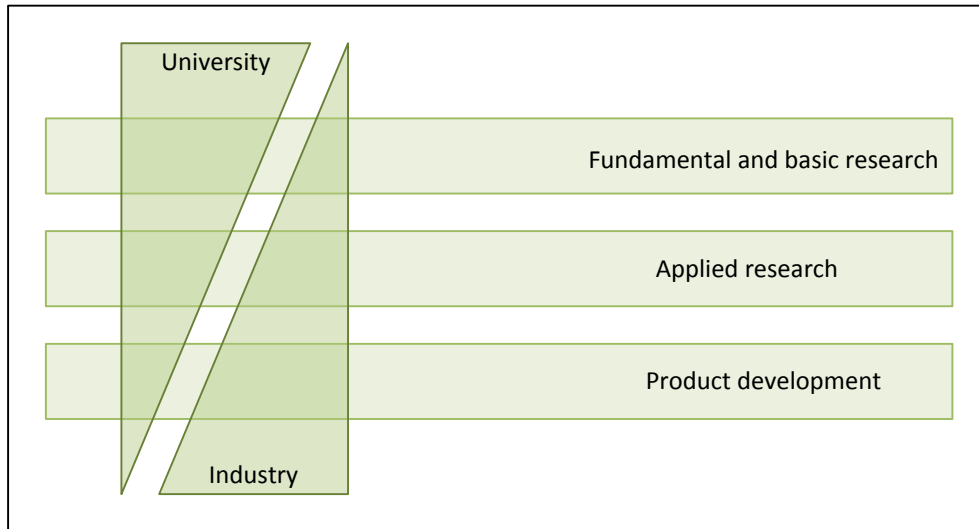 University
Fundamental and basic research
Applied research
Product development
Industry